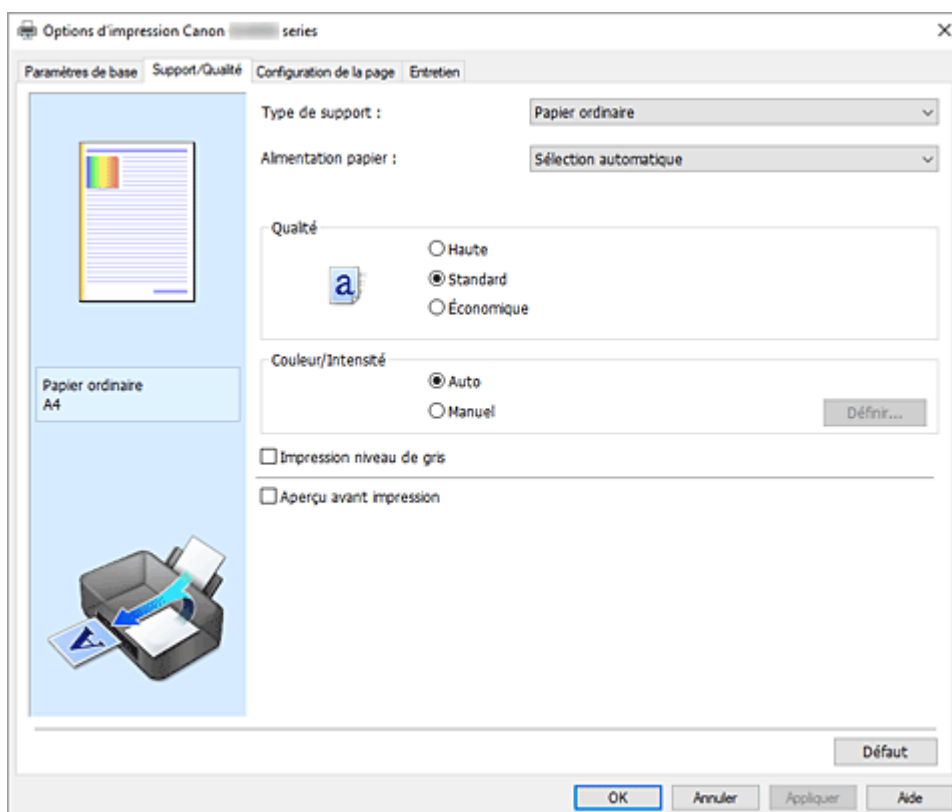 Options d'impression Canon series
Paramètres de base Support/Qualité Configuration de la page Entretien
Type de support : Papier ordinaire
Alimentation papier : Sélection automatique
Qualité
Haute
a Standard
Économique
Couleur/Intensité
Auto
Papier ordinaire
A4
Manuel Définir...
Impression niveau de gris
Aperçu avant impression
A
Défaut
OK Annuler Appliquer Aide